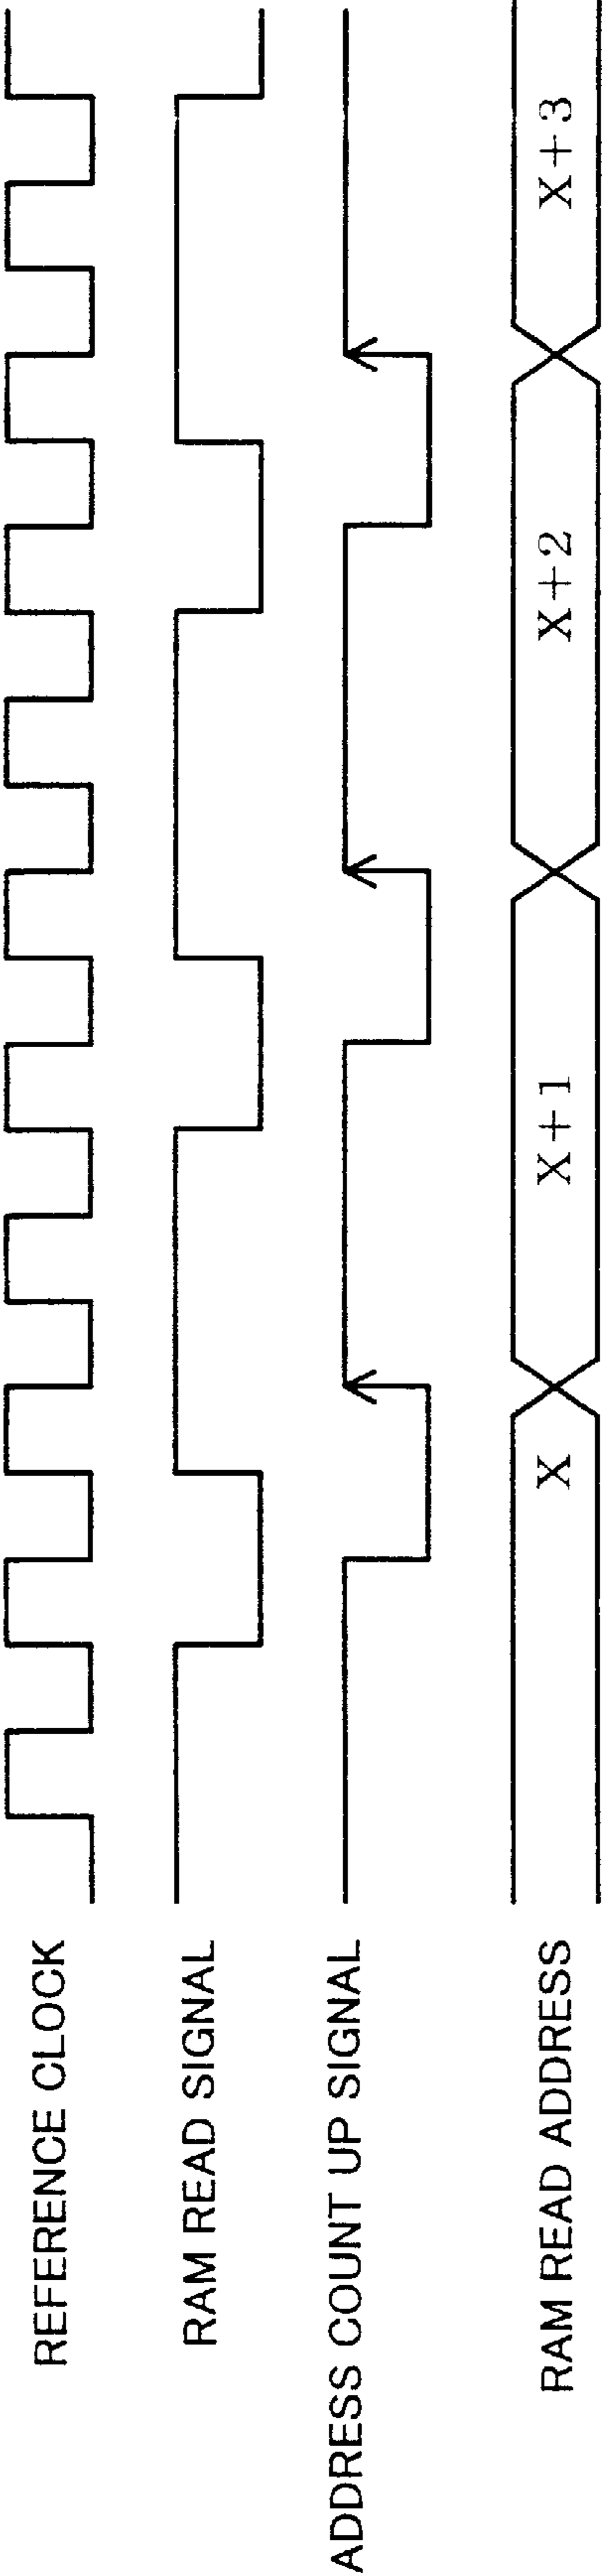 REFERENCE CLOCK
RAM READ SIGNAL
ADDRESS COUNT UP SIGNAL
RAM READ ADDRESS X X+1 X+2 X+3